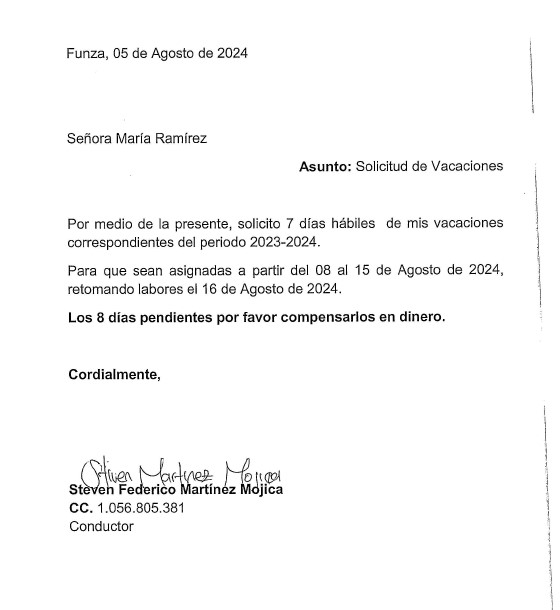 Funza, 05 de Agosto de 2024
Señora María Ramírez
Asunto: Solicitud de Vacaciones
Por medio de la presente, solicito 7 días hábiles de mis vacaciones
correspondientes del periodo 2023-2024.
Para que sean asignadas a partir del 08 al 15 de Agosto de 2024,
retomando labores el 16 de Agosto de 2024.
Los 8 días pendientes por favor compensarlos en dinero.
Cordialmente,
Stiven Martinez Mojica
Steven Federico Martínez Mojica
CC. 1.056.805.381
Conductor